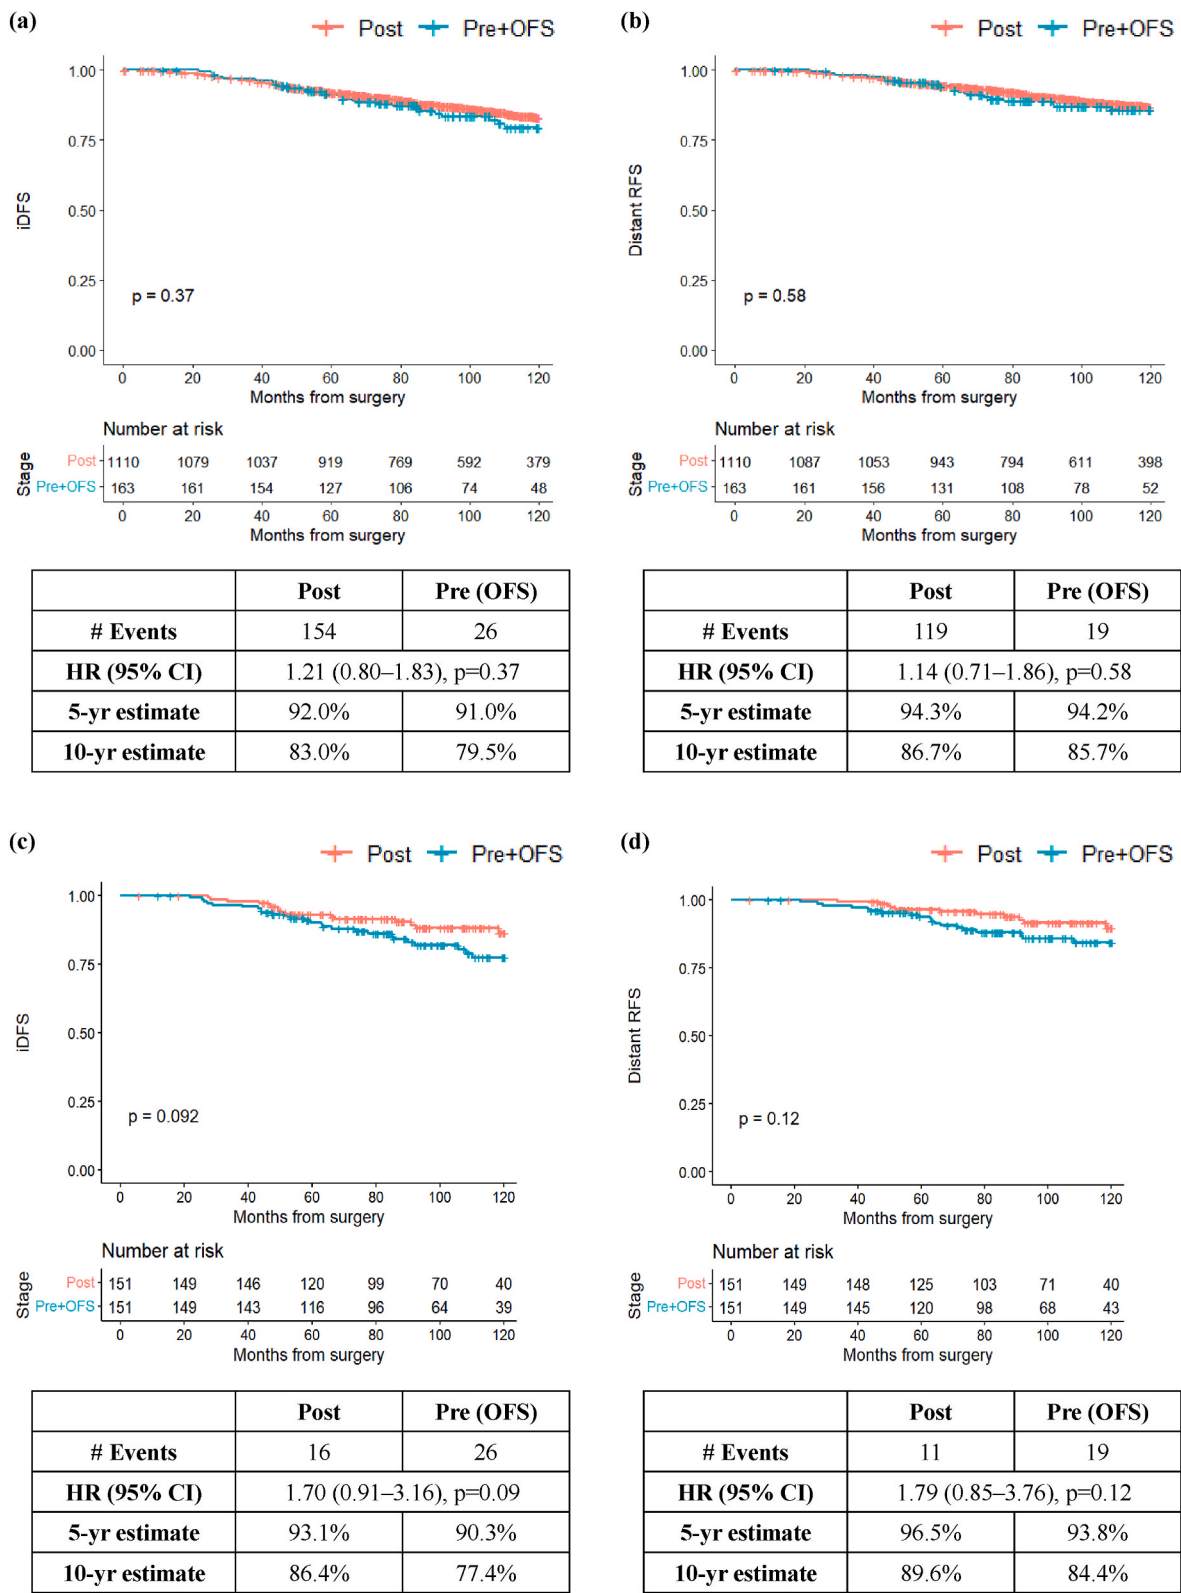 (a)
Post Pre+OFS
1.00
0.75
0.50
0.25
0.00
iDFS
p = 0.37
0 20 40 60 80 100 120
Months from surgery
Number at risk
Stage
Post 1110 1079 1037 919 769 592 379
Pre+OFS 163 161 154 127 106 74 48
0 20 40 60 80 100 120
Months from surgery
Post Pre (OFS)
# Events 154 26
HR (95% CI) 1.21 (0.80–1.83), p=0.37
5-yr estimate 92.0% 91.0%
10-yr estimate 83.0% 79.5%
(b)
Post Pre+OFS
1.00
0.75
0.50
0.25
0.00
Distant RFS
p = 0.58
0 20 40 60 80 100 120
Months from surgery
Number at risk
Stage
Post 1110 1087 1053 943 794 611 398
Pre+OFS 163 161 156 131 108 78 52
0 20 40 60 80 100 120
Months from surgery
Post Pre (OFS)
# Events 119 19
HR (95% CI) 1.14 (0.71–1.86), p=0.58
5-yr estimate 94.3% 94.2%
10-yr estimate 86.7% 85.7%
(c)
Post Pre+OFS
1.00
0.75
0.50
0.25
0.00
iDFS
p = 0.092
0 20 40 60 80 100 120
Months from surgery
Number at risk
Stage
Post 151 149 146 120 99 70 40
Pre+OFS 151 149 143 116 96 64 39
0 20 40 60 80 100 120
Months from surgery
Post Pre (OFS)
# Events 16 26
HR (95% CI) 1.70 (0.91–3.16), p=0.09
5-yr estimate 93.1% 90.3%
10-yr estimate 86.4% 77.4%
(d)
Post Pre+OFS
1.00
0.75
0.50
0.25
0.00
Distant RFS
p = 0.12
0 20 40 60 80 100 120
Months from surgery
Number at risk
Stage
Post 151 149 148 125 103 71 40
Pre+OFS 151 149 145 120 98 68 43
0 20 40 60 80 100 120
Months from surgery
Post Pre (OFS)
# Events 11 19
HR (95% CI) 1.79 (0.85–3.76), p=0.12
5-yr estimate 96.5% 93.8%
10-yr estimate 89.6% 84.4%